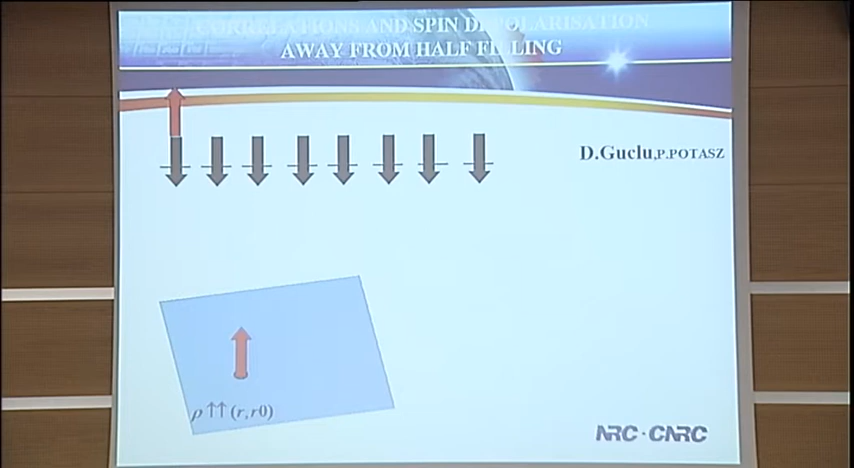 CORRELATIONS AND SPIN DEPOLARISATION
AWAY FROM HALF FILLING
D.Guclu,P.POTASZ
ρ↑↑(r,r0)
NRC·CNRC